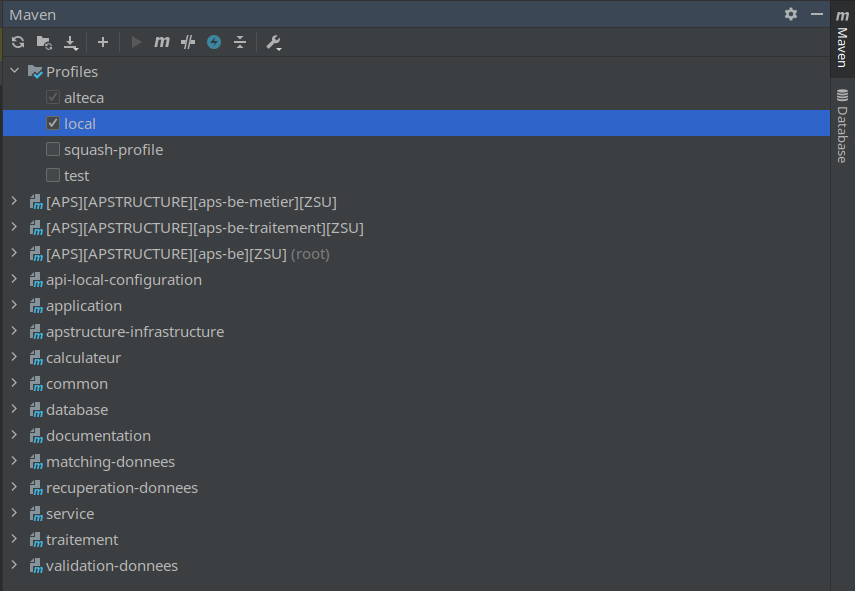 Maven
Profiles
alteca
local
squash-profile
test
[APS][APSTRUCTURE][aps-be-metier][ZSU]
[APS][APSTRUCTURE][aps-be-traitement][ZSU]
[APS][APSTRUCTURE][aps-be][ZSU] (root)
api-local-configuration
application
apstructure-infrastructure
calculateur
common
database
documentation
matching-donnees
recuperation-donnees
service
traitement
validation-donnees
Maven
Database